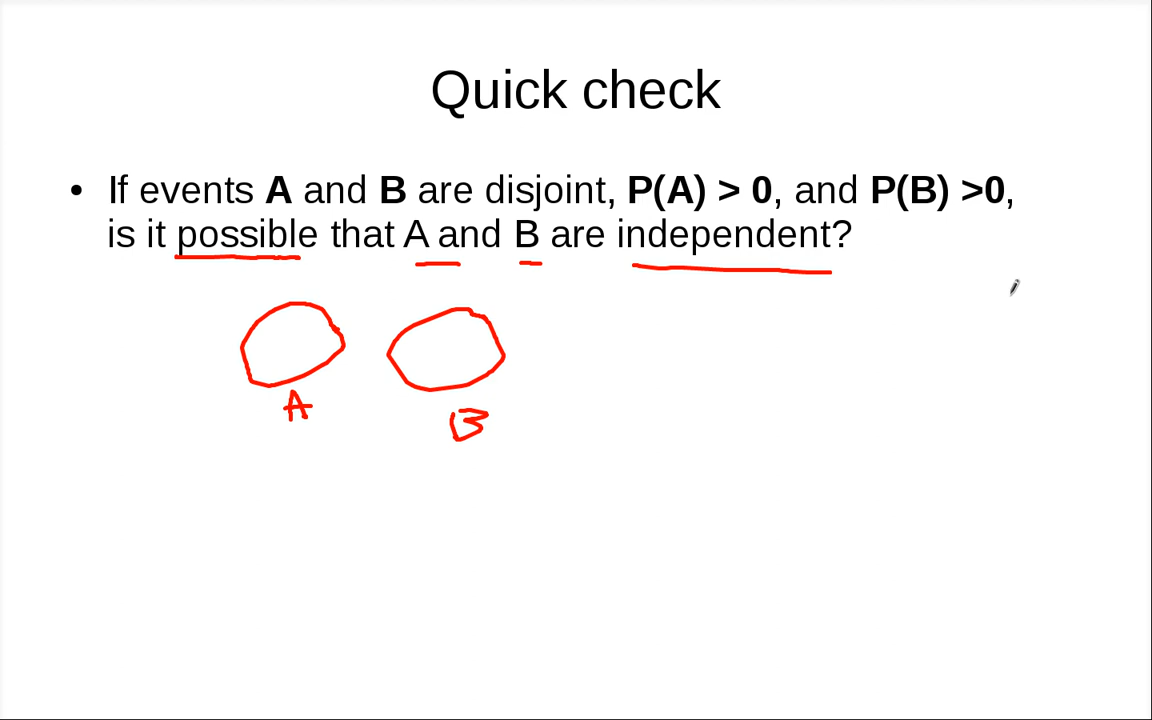 Quick check
• If events A and B are disjoint, P(A) > 0, and P(B) >0,
is it possible that A and B are independent?
A
B